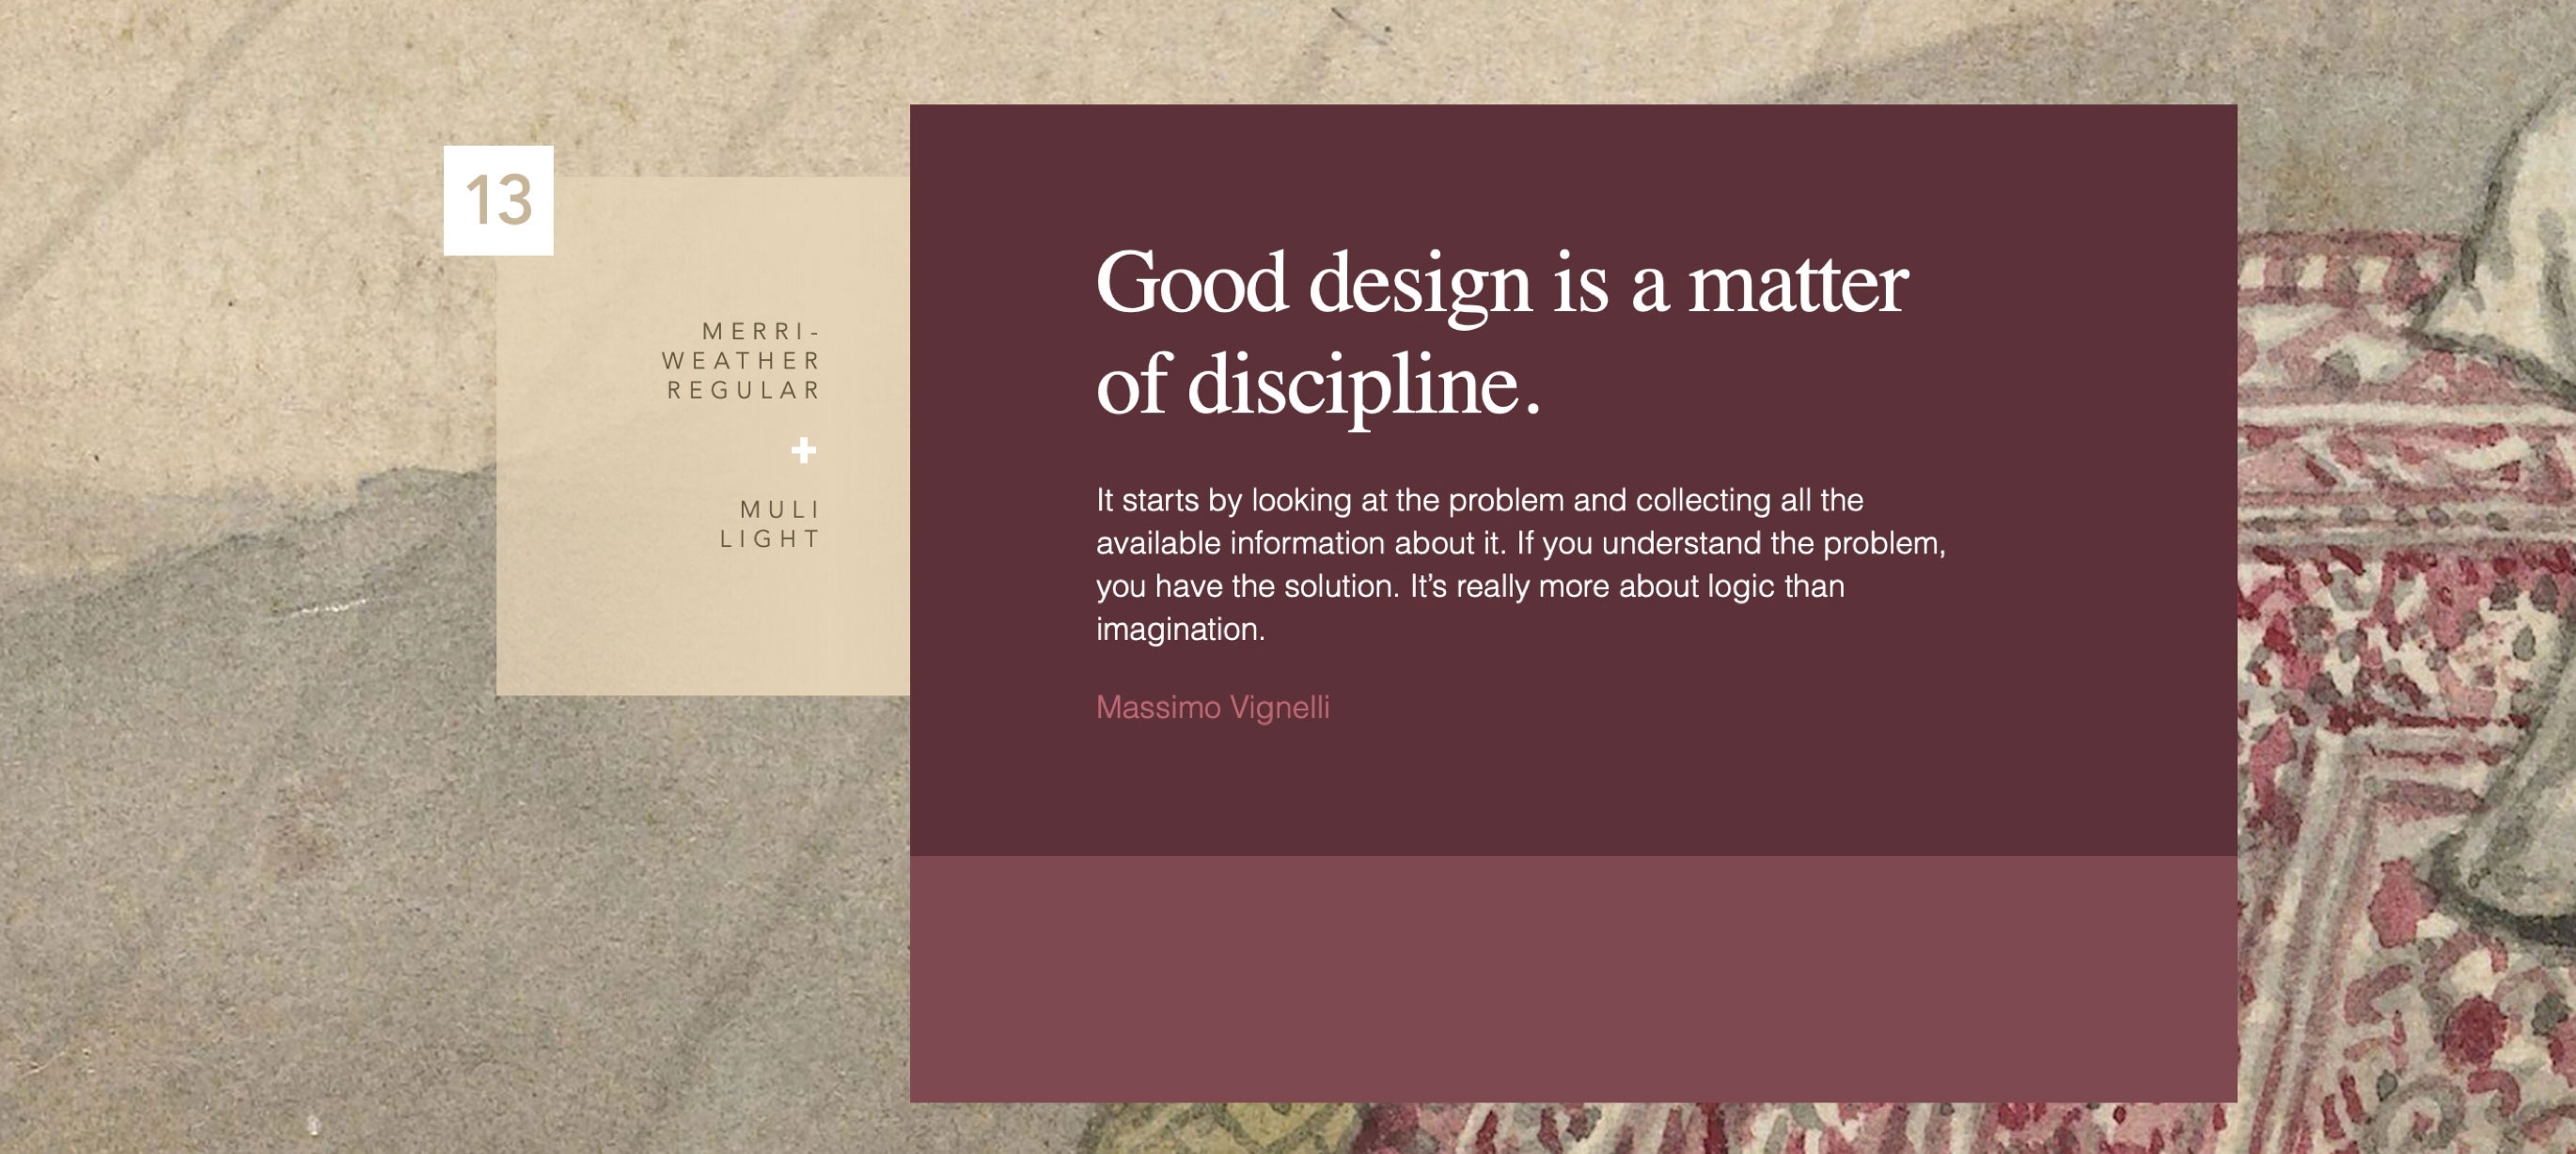 13
MERRI-
WEATHER
REGULAR
+
MULI
LIGHT
Good design is a matter
of discipline.
It starts by looking at the problem and collecting all the
available information about it. If you understand the problem,
you have the solution. It’s really more about logic than
imagination.
Massimo Vignelli